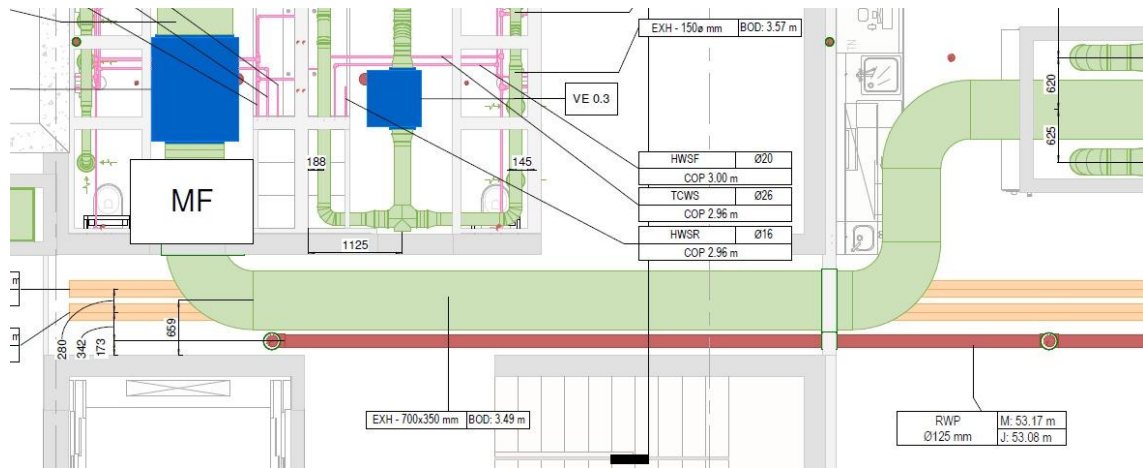 EXH - 150ø mm BOD: 3.57 m
VE 0.3
620
625
HWSF Ø20
COP 3.00 m
TCWS Ø26
COP 2.96 m
HWSR Ø16
COP 2.96 m
188
145
MF
1125
m
659
280
342
173
m
EXH - 700x350 mm BOD: 3.49 m
RWP M: 53.17 m
Ø125 mm J: 53.08 m